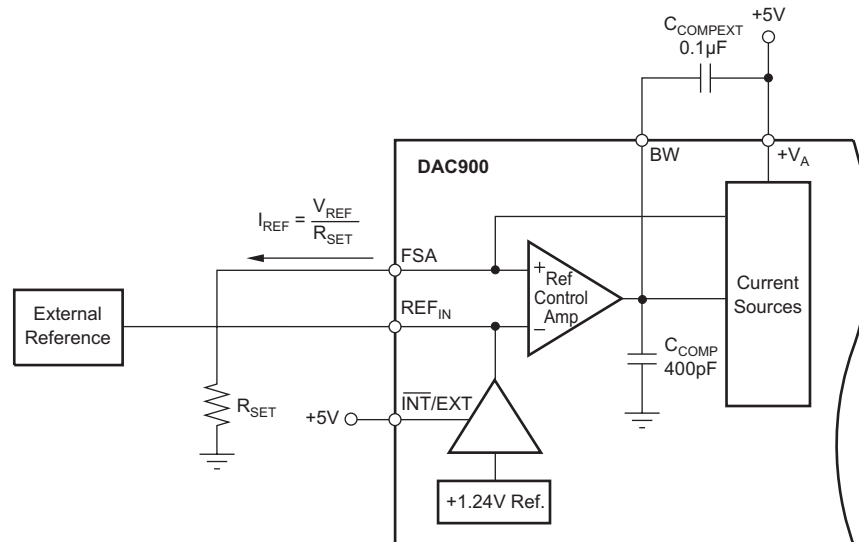 C_COMPEXT
0.1µF
+5V
BW
+V_A
DAC900
I_REF = V_REF / R_SET
FSA
External
Reference
REF_IN
+
Ref
Control
Amp
–
Current
Sources
C_COMP
400pF
R_SET
+5V
I̅N̅T̅/EXT
+1.24V Ref.